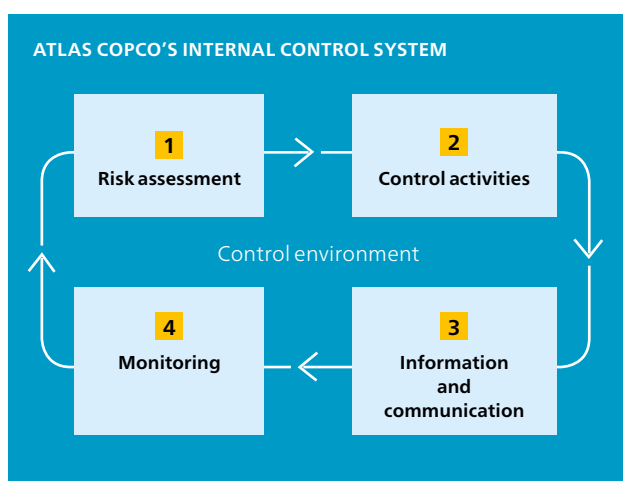 ATLAS COPCO’S INTERNAL CONTROL SYSTEM
1
Risk assessment
2
Control activities
Control environment
4
Monitoring
3
Information
and
communication